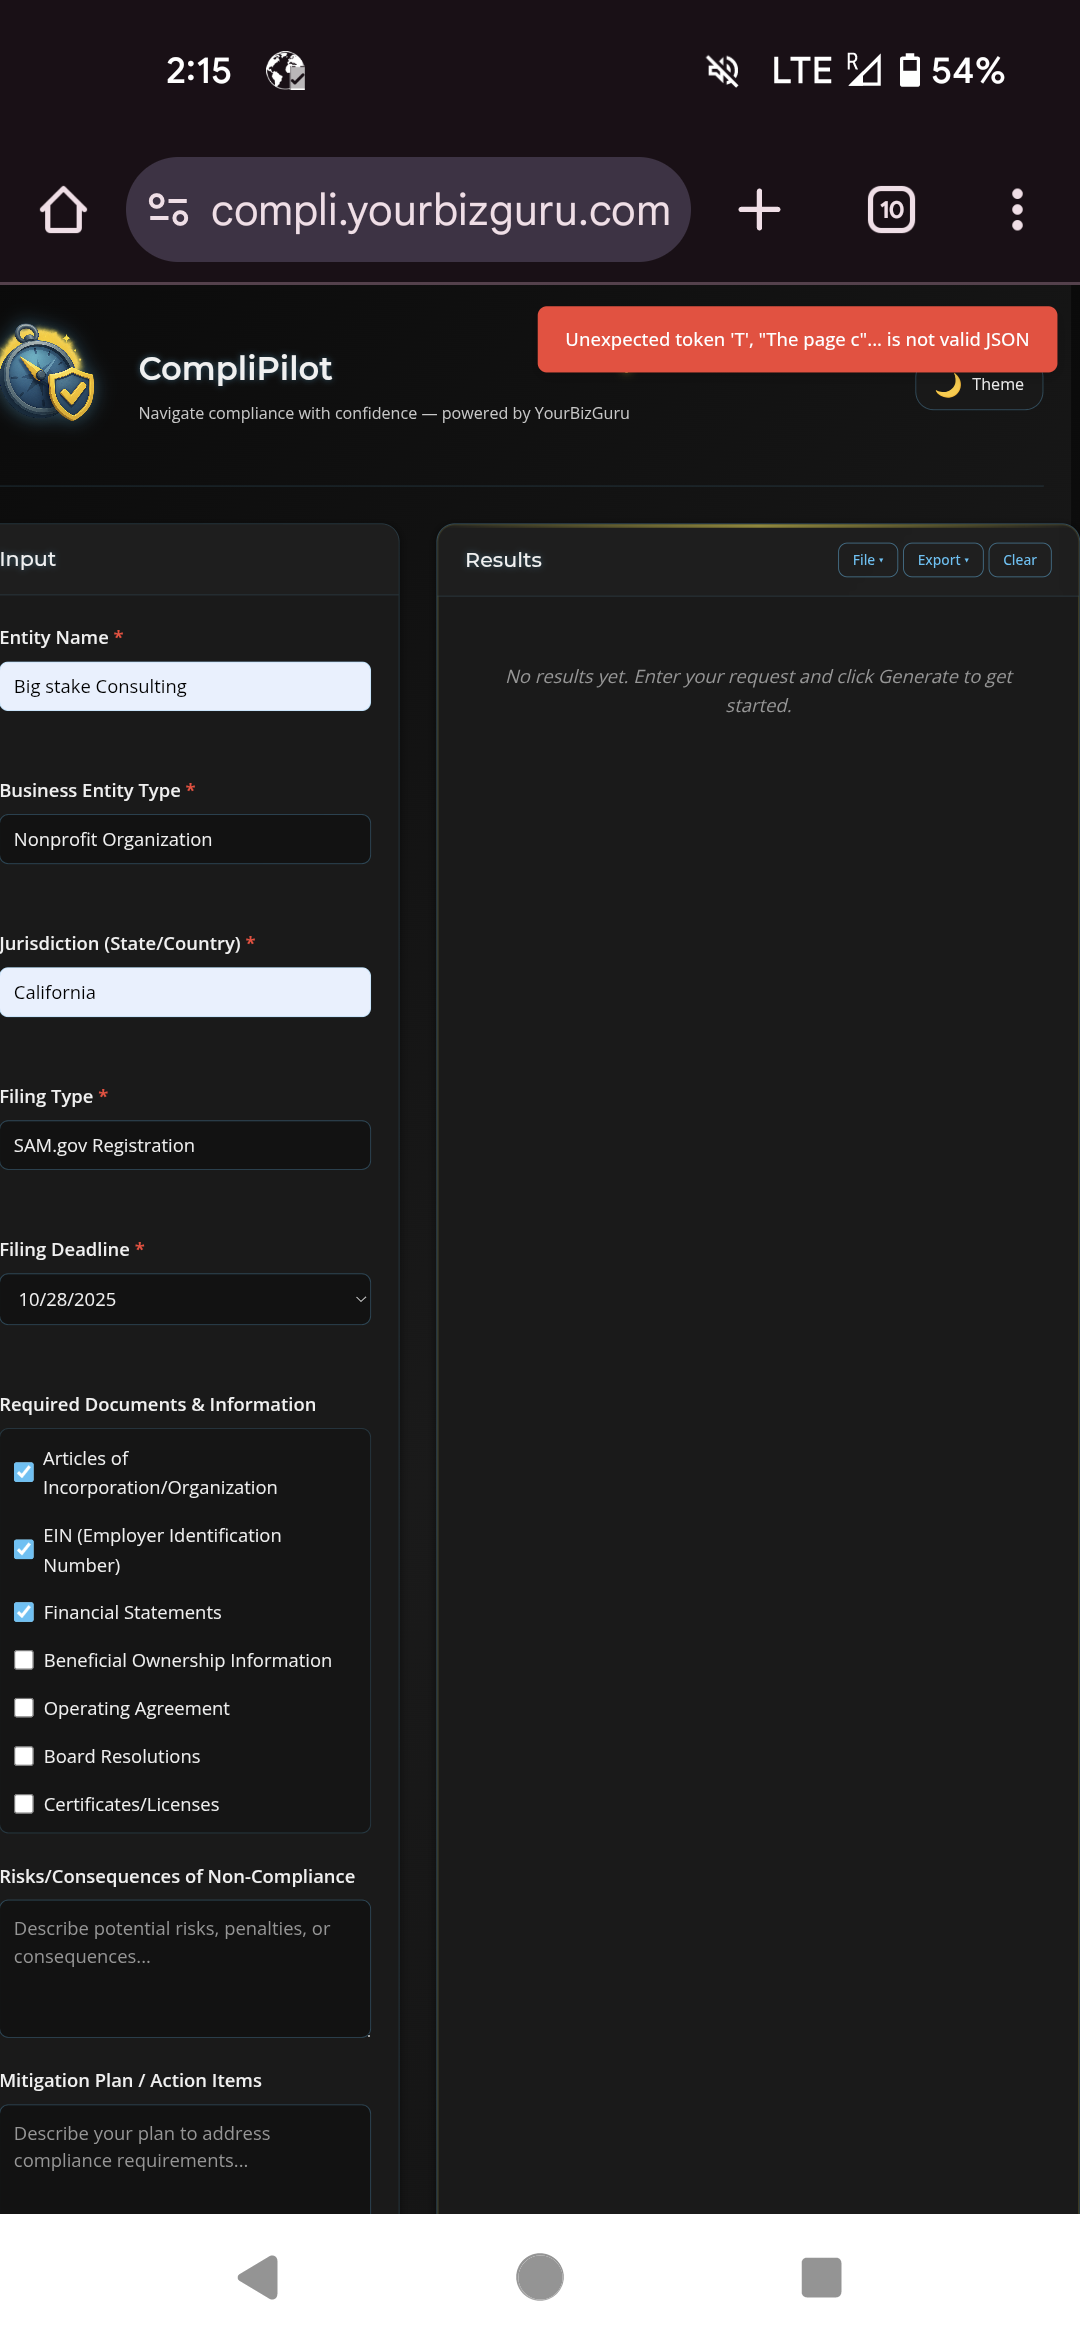 2:15
LTE R 54%
compli.yourbizguru.com
10
Unexpected token 'T', "The page c"... is not valid JSON
CompliPilot
Theme
Navigate compliance with confidence — powered by YourBizGuru
Input
Entity Name *
Big stake Consulting
Business Entity Type *
Nonprofit Organization
Jurisdiction (State/Country) *
California
Filing Type *
SAM.gov Registration
Filing Deadline *
10/28/2025
Required Documents & Information
Articles of
Incorporation/Organization
EIN (Employer Identification
Number)
Financial Statements
Beneficial Ownership Information
Operating Agreement
Board Resolutions
Certificates/Licenses
Risks/Consequences of Non-Compliance
Describe potential risks, penalties, or
consequences...
Mitigation Plan / Action Items
Describe your plan to address
compliance requirements...
Results
File
Export
Clear
No results yet. Enter your request and click Generate to get
started.